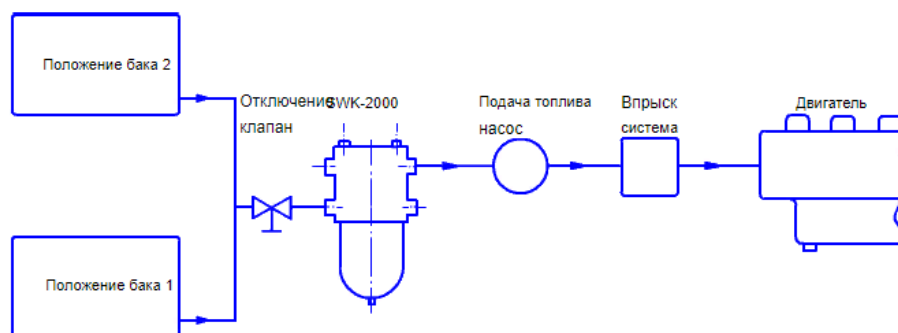 Положение бака 2
Отключение SWK-2000
клапан
Подача топлива
насос
Впрыск
система
Двигатель
Положение бака 1